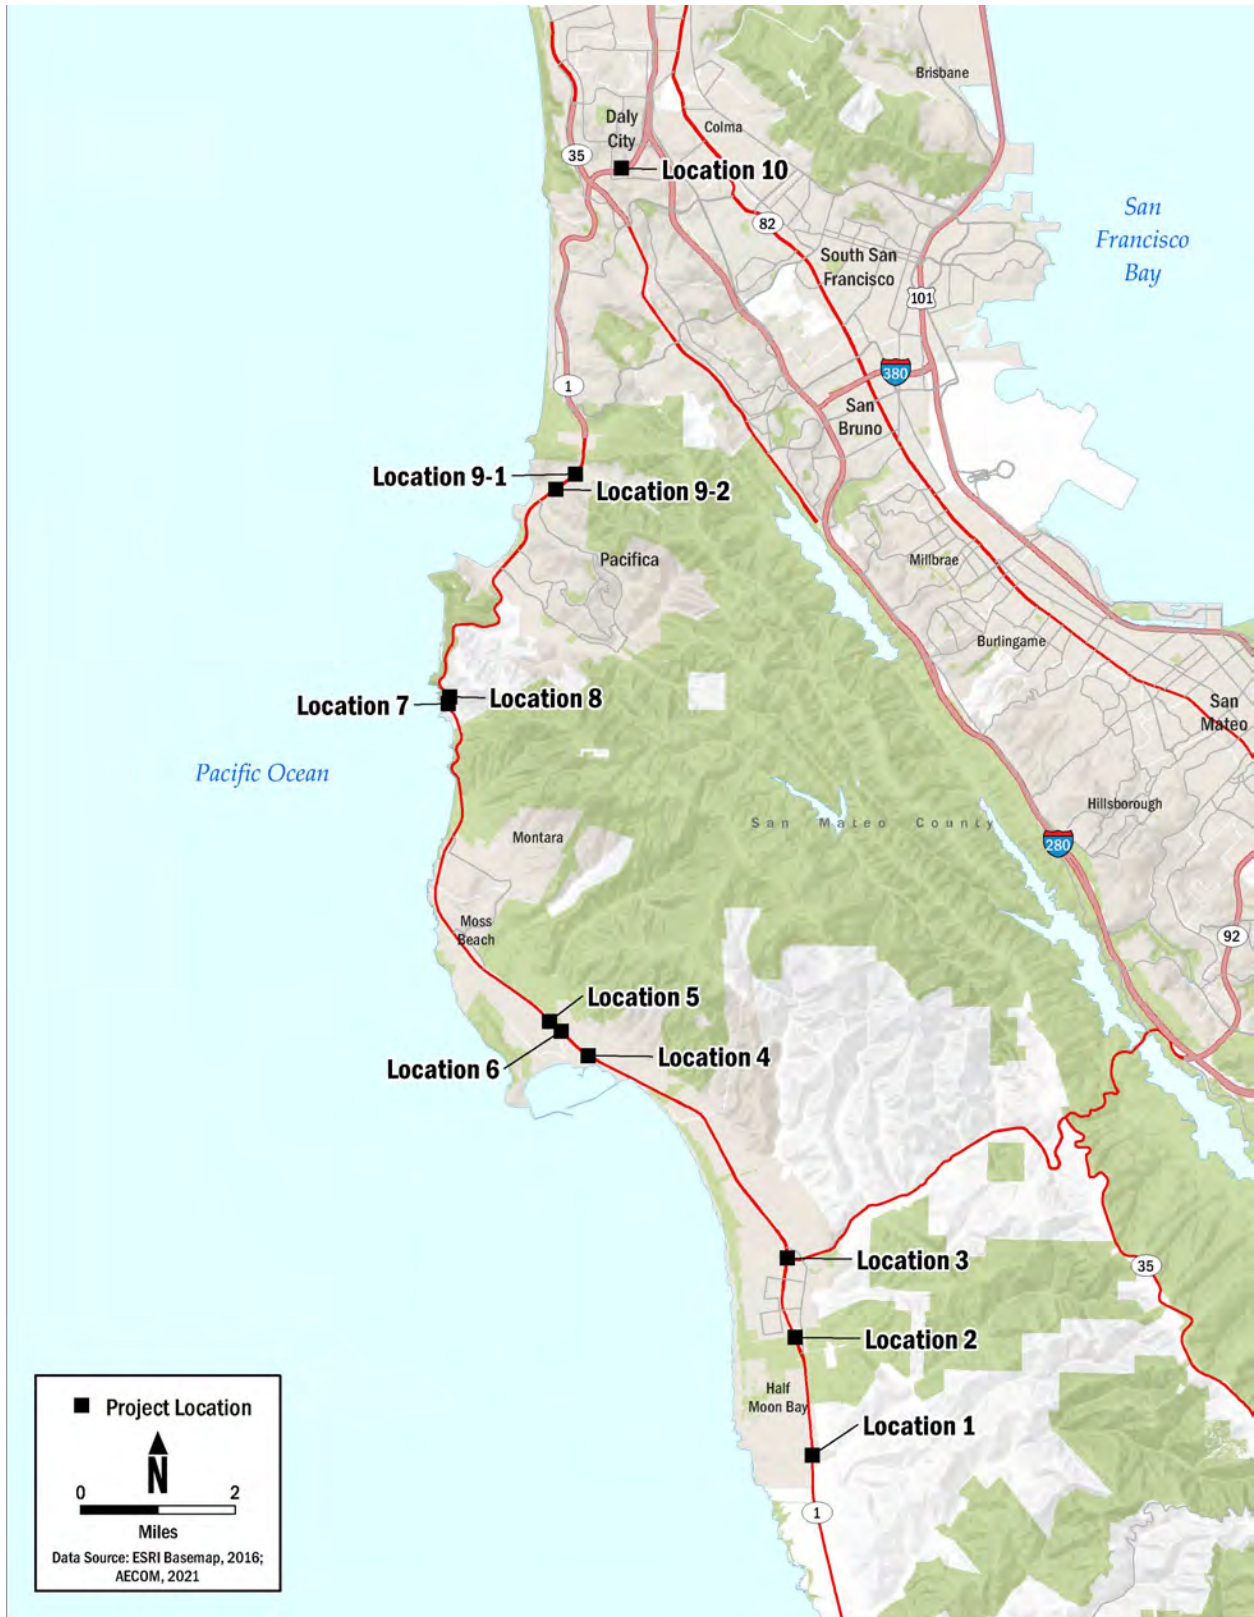 Brisbane
Daly
City
Colma
35
Location 10
San
Francisco
Bay
82
South San
Francisco
101
380
1
San
Bruno
Location 9-1
Location 9-2
Pacifica
Millbrae
Burlingame
San
Mateo
Location 8
Location 7
Pacific Ocean
Hillsborough
San Mateo County
280
Montara
Moss
Beach
92
Location 5
Location 4
Location 6
Location 3
35
Location 2
Half
Moon Bay
Location 1
1
Project Location
N
0 2
Miles
Data Source: ESRI Basemap, 2016;
AECOM, 2021